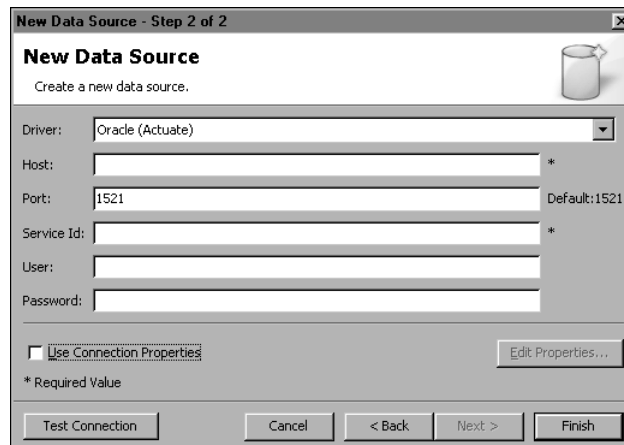 New Data Source - Step 2 of 2
New Data Source
Create a new data source.
Driver: Oracle (Actuate)
Host: *
Port: 1521 Default:1521
Service Id: *
User:
Password:
Use Connection Properties Edit Properties...
* Required Value
Test Connection Cancel < Back Next > Finish